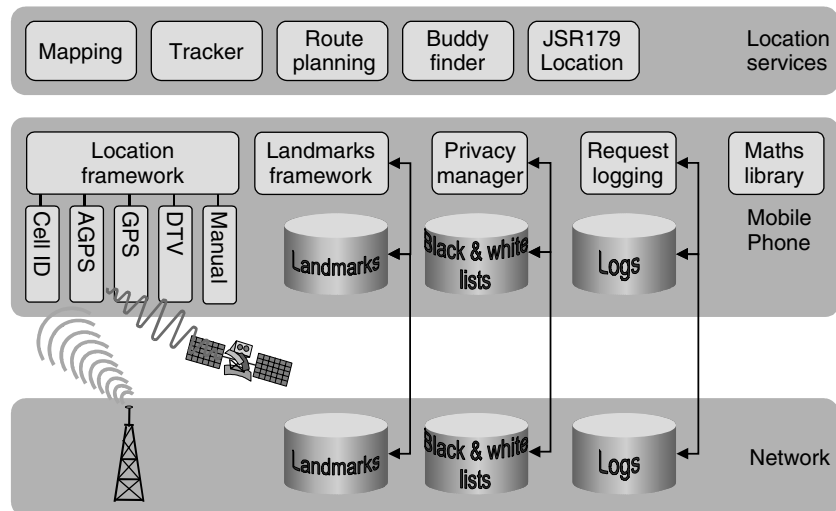 Mapping
Tracker
Route
planning
Buddy
finder
JSR179
Location
Location
services
Location
framework
Landmarks
framework
Privacy
manager
Request
logging
Maths
library
Cell ID
AGPS
GPS
DTV
Manual
Landmarks
Black & white
lists
Logs
Mobile
Phone
Landmarks
Black & white
lists
Logs
Network